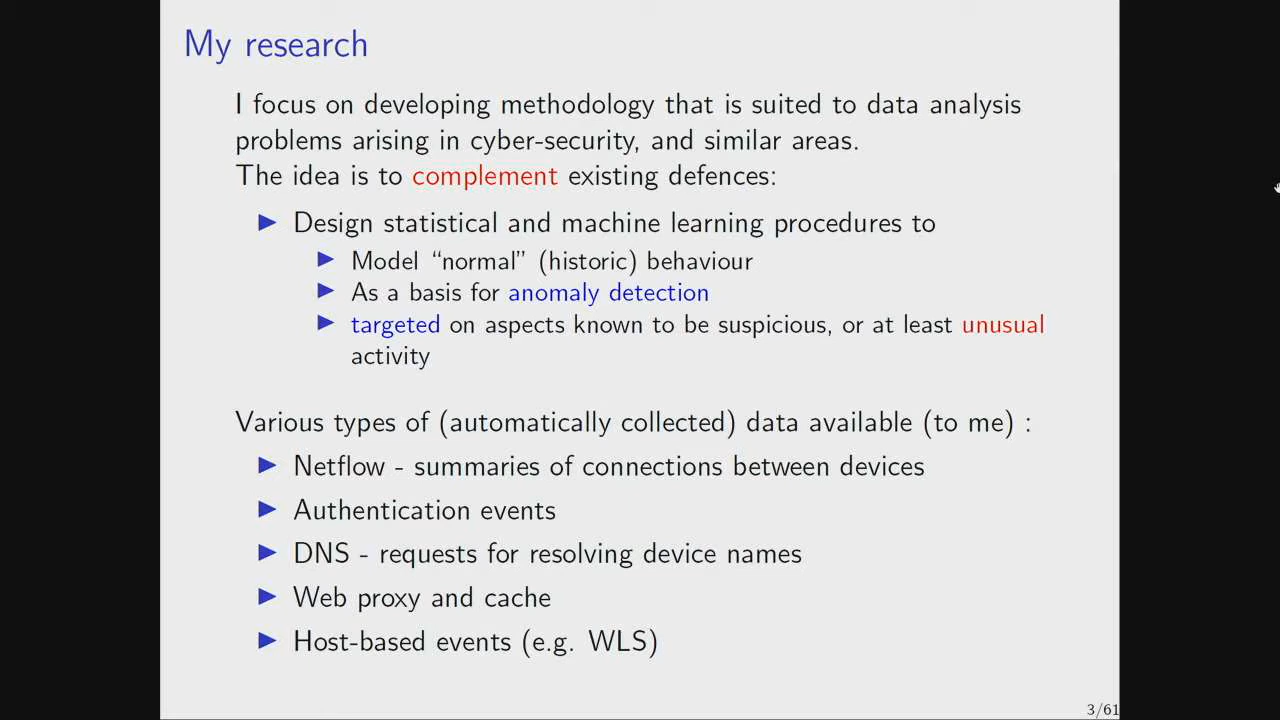 My research
I focus on developing methodology that is suited to data analysis
problems arising in cyber-security, and similar areas.
The idea is to complement existing defences:
▶ Design statistical and machine learning procedures to
▶ Model “normal” (historic) behaviour
▶ As a basis for anomaly detection
▶ targeted on aspects known to be suspicious, or at least unusual
activity
Various types of (automatically collected) data available (to me) :
▶ Netflow - summaries of connections between devices
▶ Authentication events
▶ DNS - requests for resolving device names
▶ Web proxy and cache
▶ Host-based events (e.g. WLS)
3/61